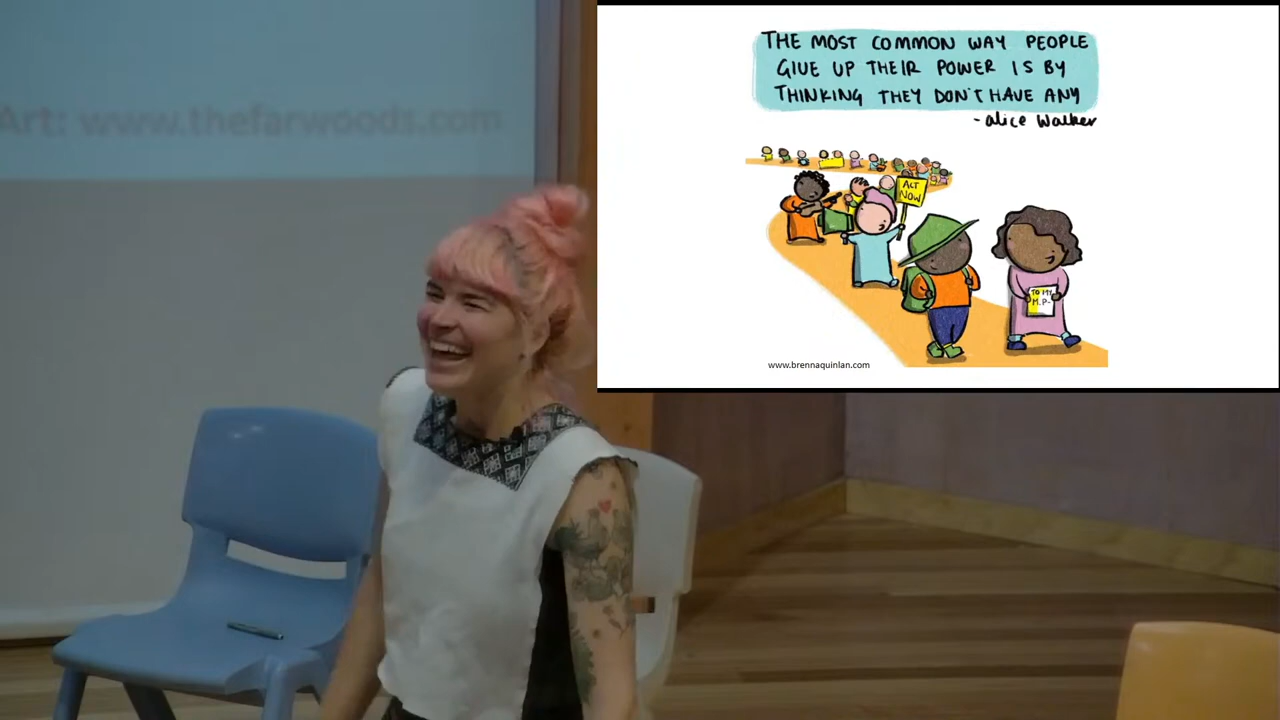 Art: www.thefarwoods.com
THE MOST COMMON WAY PEOPLE
GIVE UP THEIR POWER IS BY
THINKING THEY DON'T HAVE ANY
- alice walker
ACT
NOW
TO MY
M.P-
www.brennaquinlan.com